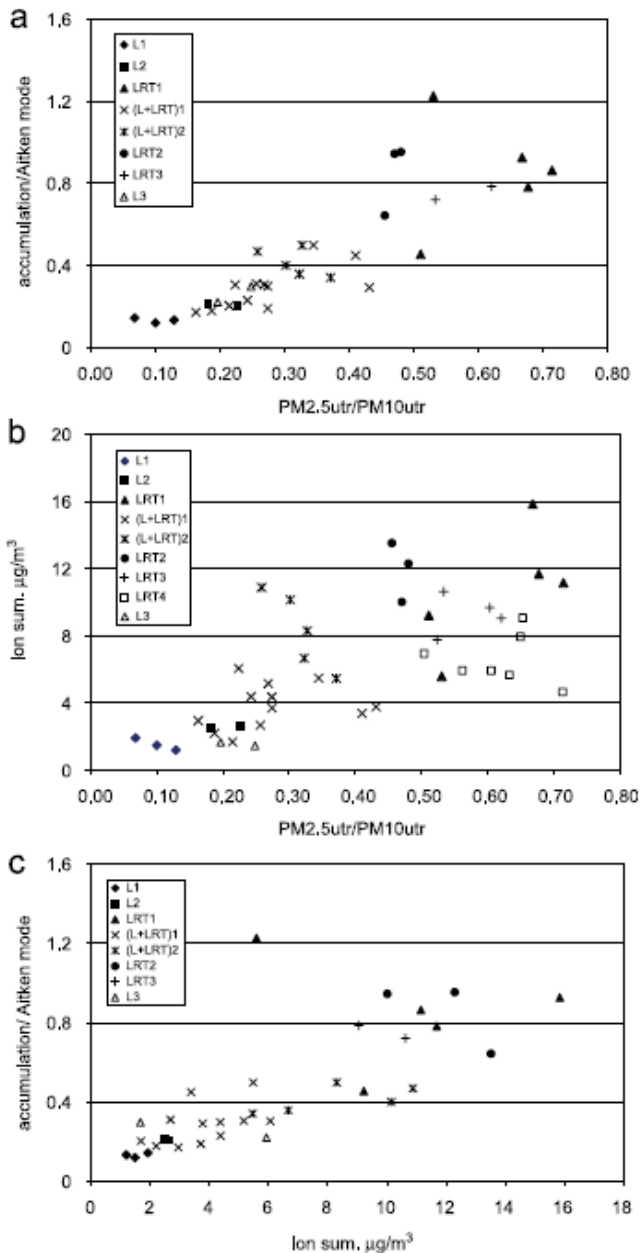 a
1,6
1.2
0.8
0.4
0
accumulation/Aitken mode
L1
L2
LRT1
(L+LRT)1
(L+LRT)2
LRT2
LRT3
L3
0.00 0.10 0.20 0.30 0.40 0.50 0.60 0.70 0.80
PM2.5utr/PM10utr
b
20
16
12
8
4
0
Ion sum. µg/m³
L1
L2
LRT1
(L+LRT)1
(L+LRT)2
LRT2
LRT3
LRT4
L3
0,00 0,10 0,20 0,30 0,40 0,50 0,60 0,70 0,80
PM2.5utr/PM10utr
c
1.6
1.2
0.8
0.4
0
accumulation/ Aitken mode
L1
L2
LRT1
(L+LRT)1
(L+LRT)2
LRT2
LRT3
L3
0 2 4 6 8 10 12 14 16 18
Ion sum. µg/m³